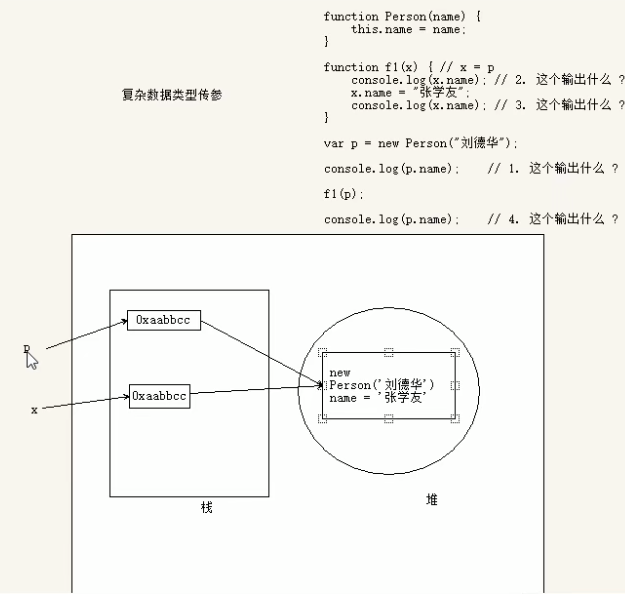 function Person(name) {
this.name = name;
}
function f1(x) { // x = p
console.log(x.name); // 2. 这个输出什么 ?
x.name = "张学友";
console.log(x.name); // 3. 这个输出什么 ?
}
复杂数据类型传参
var p = new Person("刘德华");
console.log(p.name); // 1. 这个输出什么 ?
f1(p);
console.log(p.name); // 4. 这个输出什么 ?
0xaabbcc
p
new
Person('刘德华')
name = '张学友'
0xaabbcc
x
栈
堆